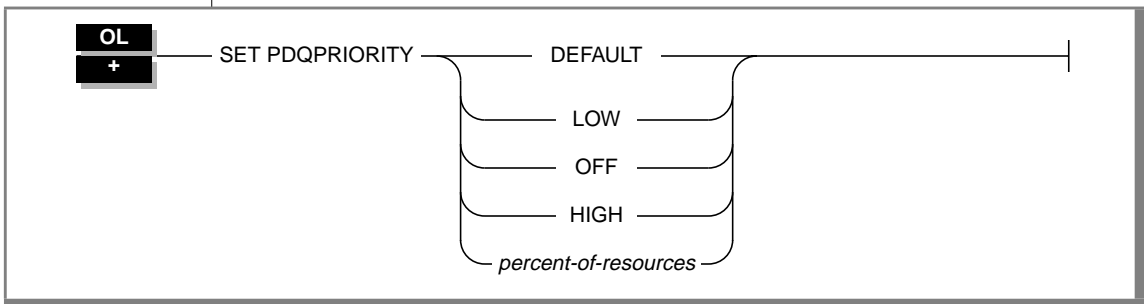 OL
+
SET PDQPRIORITY
DEFAULT
LOW
OFF
HIGH
percent-of-resources